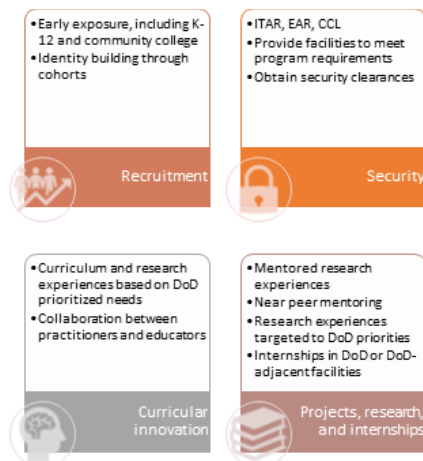 •Early exposure, including K-
12 and community college
•Identity building through
cohorts
Recruitment
•ITAR, EAR, CCL
•Provide facilities to meet
program requirements
•Obtain security clearances
Security
•Curriculum and research
experiences based on DoD
prioritized needs
•Collaboration between
practitioners and educators
Curricular
innovation
•Mentored research
experiences
•Near peer mentoring
•Research experiences
targeted to DoD priorities
•Internships in DoD or DoD-
adjacent facilities
Projects, research,
and internships